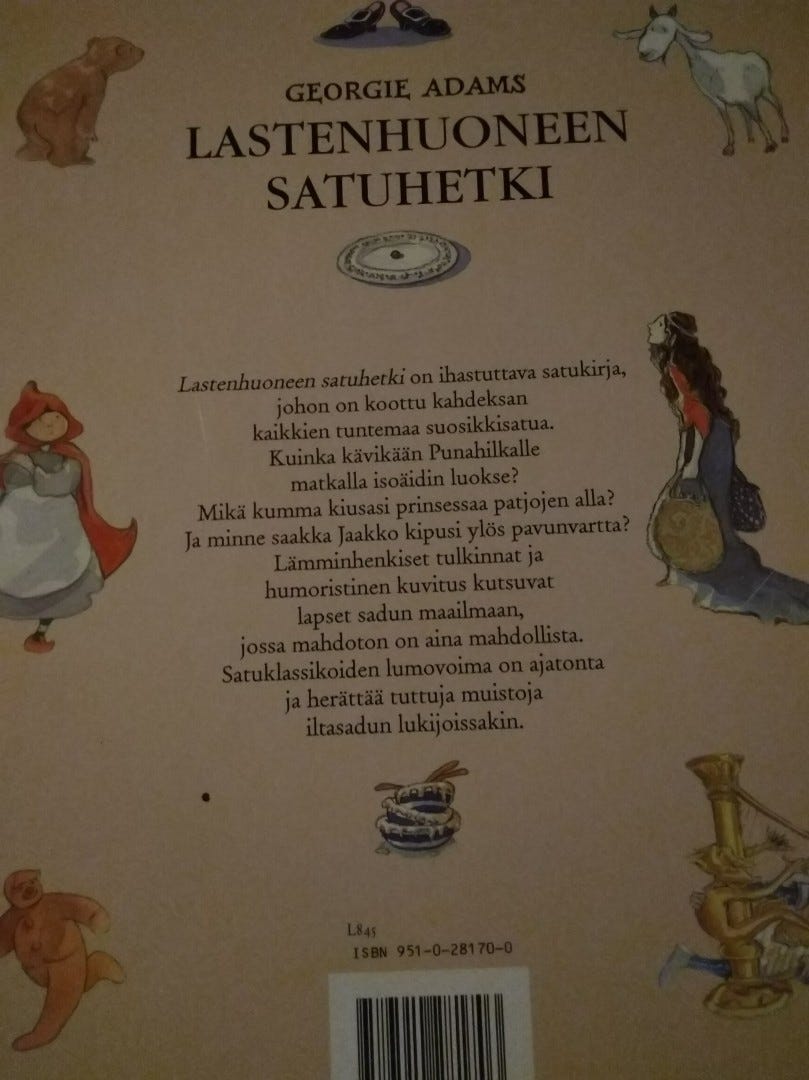 GEORGIE ADAMS
LASTENHUONEEN
SATUHETKI
Lastenhuoneen satuhetki on ihastuttava satukirja,
johon on koottu kahdeksan
kaikkien tuntemaa suosikkisatua.
Kuinka kävikään Punahilkalle
matkalla isoäidin luokse?
Mikä kumma kiusasi prinsessaa patjojen alla?
Ja minne saakka Jaakko kipusi ylös pavunvartta?
Lämminhenkiset tulkinnat ja
humoristinen kuvitus kutsuvat
lapset sadun maailmaan,
jossa mahdoton on aina mahdollista.
Satuklassikoiden lumovoima on ajatonta
ja herättää tuttuja muistoja
iltasadun lukijoissakin.
L845
ISBN 951-0-28170-0